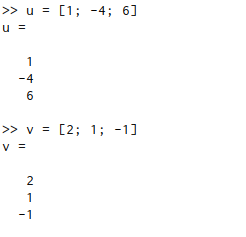 >> u = [1; -4; 6]
u =
1
-4
6
>> v = [2; 1; -1]
v =
2
1
-1